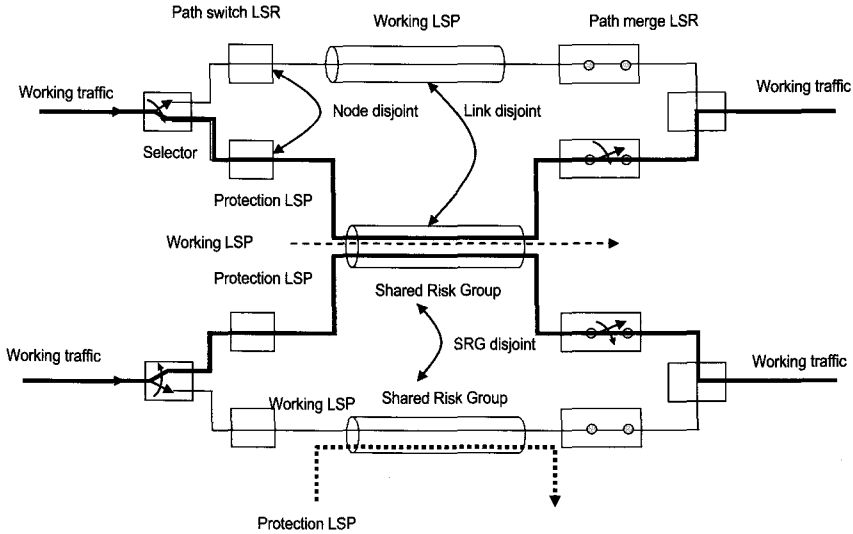 Path switch LSR
Working LSP
Path merge LSR
Working traffic
Working traffic
Node disjoint
Link disjoint
Selector
Protection LSP
Working LSP
Protection LSP
Shared Risk Group
Working traffic
SRG disjoint
Working traffic
Working LSP
Shared Risk Group
Protection LSP